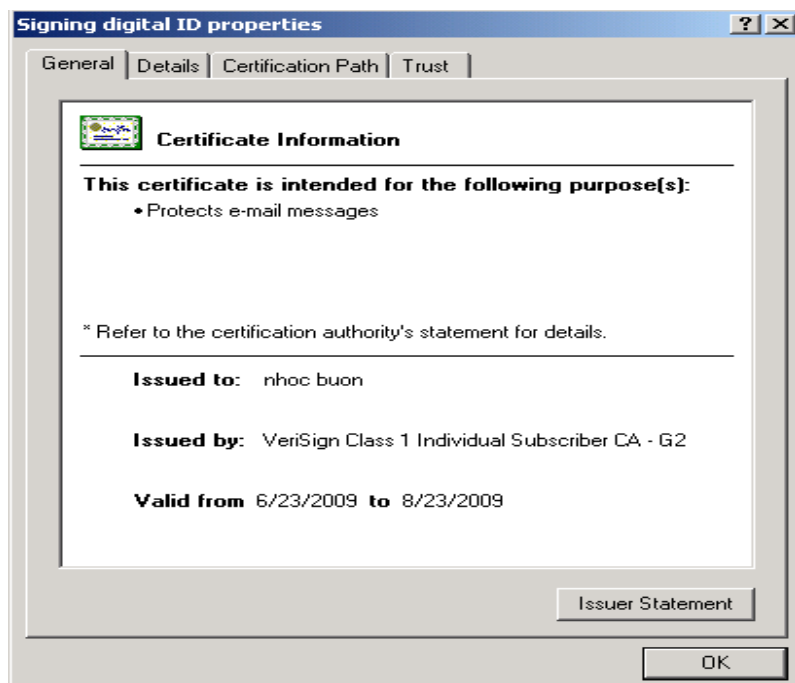 Signing digital ID properties
General Details Certification Path Trust
Certificate Information
This certificate is intended for the following purpose(s):
• Protects e-mail messages
* Refer to the certification authority's statement for details.
Issued to: nhoc buon
Issued by: VeriSign Class 1 Individual Subscriber CA - G2
Valid from 6/23/2009 to 8/23/2009
Issuer Statement
OK